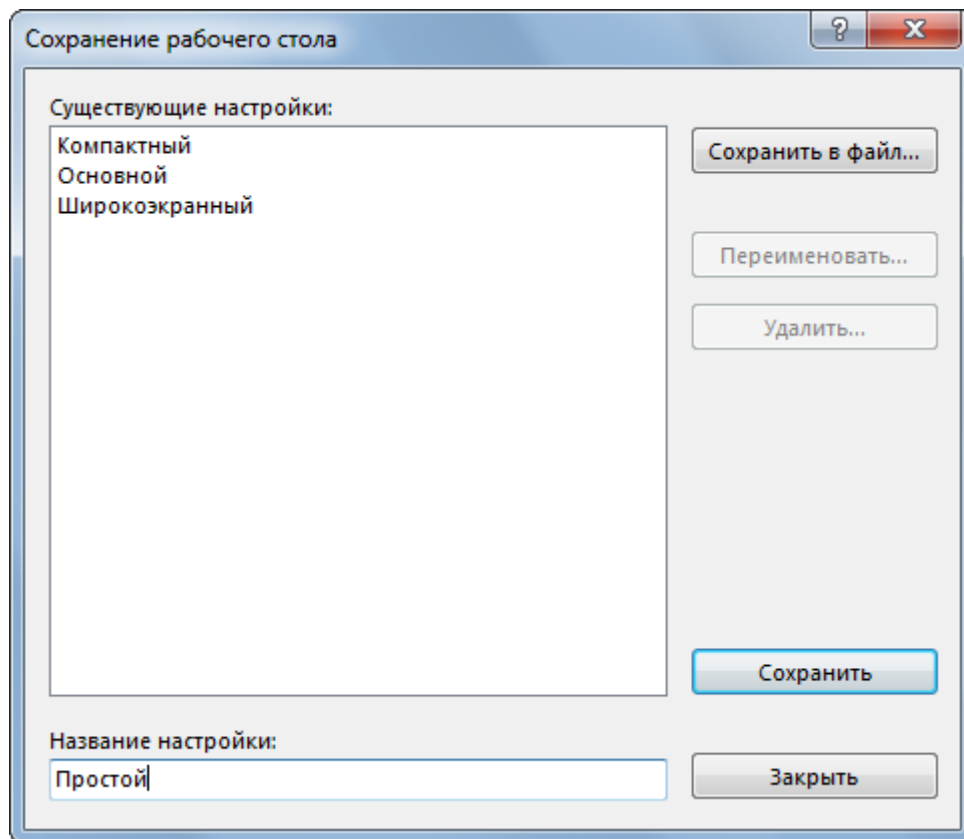 Сохранение рабочего стола
?
Существующие настройки:
Компактный
Основной
Широкоэкранный
Сохранить в файл...
Переименовать...
Удалить...
Сохранить
Название настройки:
Простой
Закрыть